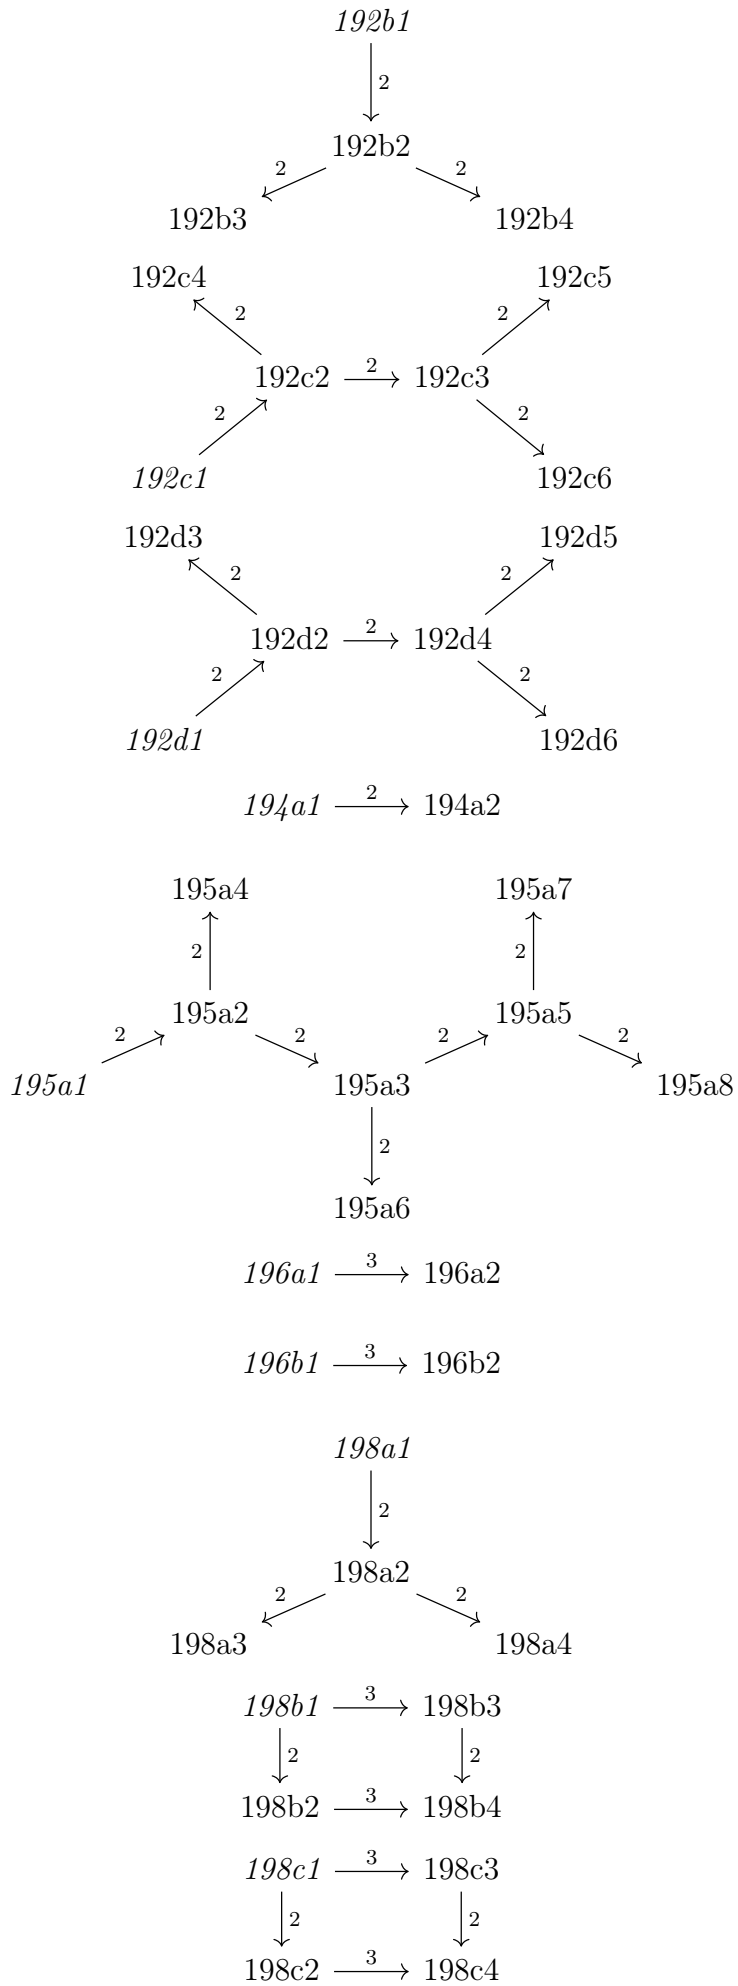 192b1
2
192b2
2 2
192b3 192b4
192c4 192c5
2 2
192c2 2 192c3
2 2
192c1 192c6
192d3 192d5
2 2
192d2 2 192d4
2 2
192d1 192d6
194a1 2 194a2
195a4 195a7
2 2
195a2 195a5
2 2 2 2
195a1 195a3 195a8
2
195a6
196a1 3 196a2
196b1 3 196b2
198a1
2
198a2
2 2
198a3 198a4
198b1 3 198b3
2 2
198b2 3 198b4
198c1 3 198c3
2 2
198c2 3 198c4